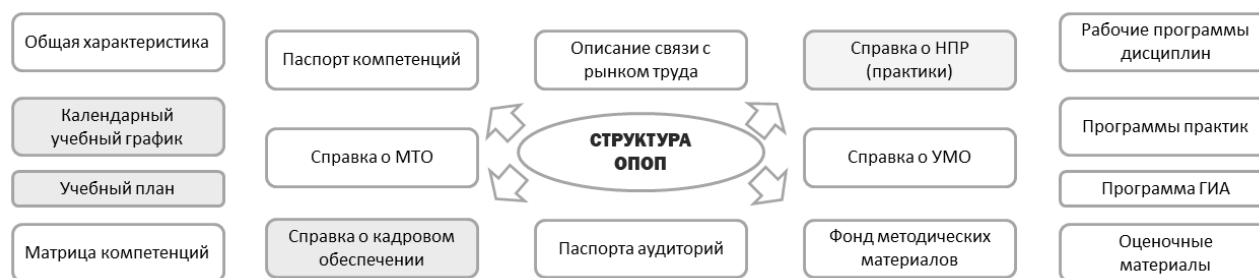 Общая характеристика
Календарный
учебный график
Учебный план
Матрица компетенций
Паспорт компетенций
Справка о МТО
Справка о кадровом
обеспечении
Описание связи с
рынком труда
СТРУКТУРА
ОПОП
Паспорта аудиторий
Справка о НПР
(практики)
Справка о УМО
Фонд методических
материалов
Рабочие программы
дисциплин
Программы практик
Программа ГИА
Оценочные
материалы